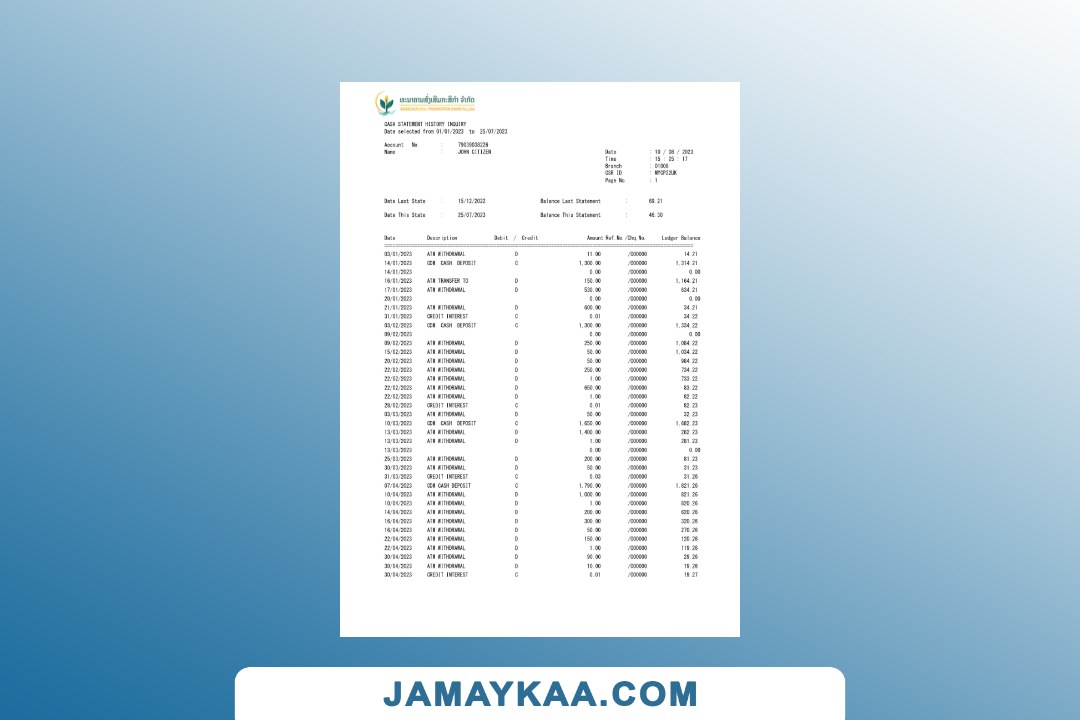 CASH STATEMENT HISTORY INQUIRY
Date selected from 01/01/2023 to 25/07/2023
Account No : 79039038228
Name : JOHN CITIZEN
Date : 10 / 08 / 2023
Time : 15 : 25 : 17
Branch : 01008
GSR ID : MYGP22UK
Page No. : 1
Date Last State : 15/12/2022 Balance Last Statement : 69.21
Date This State : 25/07/2023 Balance This Statement : 46.30
Date Description Debit / Credit Amount Ref.No /Chq.No. Ledger Balance
03/01/2023 ATM WITHDRAWAL D 11.00 /000000 14.21
14/01/2023 CDM CASH DEPOSIT C 1,300.00 /000000 1,314.21
14/01/2023 0.00 /000000 0.00
16/01/2023 ATM TRANSFER TO D 150.00 /000000 1,164.21
17/01/2023 ATM WITHDRAWAL D 530.00 /000000 634.21
20/01/2023 0.00 /000000 0.00
21/01/2023 ATM WITHDRAWAL D 600.00 /000000 34.21
31/01/2023 CREDIT INTEREST C 0.01 /000000 34.22
03/02/2023 CDM CASH DEPOSIT C 1,300.00 /000000 1,334.22
09/02/2023 0.00 /000000 0.00
09/02/2023 ATM WITHDRAWAL D 250.00 /000000 1,084.22
15/02/2023 ATM WITHDRAWAL D 50.00 /000000 1,034.22
20/02/2023 ATM WITHDRAWAL D 50.00 /000000 984.22
22/02/2023 ATM WITHDRAWAL D 250.00 /000000 734.22
22/02/2023 ATM WITHDRAWAL D 1.00 /000000 733.22
22/02/2023 ATM WITHDRAWAL D 650.00 /000000 83.22
22/02/2023 ATM WITHDRAWAL D 1.00 /000000 82.22
28/02/2023 CREDIT INTEREST C 0.01 /000000 82.23
03/03/2023 ATM WITHDRAWAL D 50.00 /000000 32.23
10/03/2023 CDM CASH DEPOSIT C 1,650.00 /000000 1,682.23
13/03/2023 ATM WITHDRAWAL D 1,400.00 /000000 282.23
13/03/2023 ATM WITHDRAWAL D 1.00 /000000 281.23
13/03/2023 0.00 /000000 0.00
25/03/2023 ATM WITHDRAWAL D 200.00 /000000 81.23
30/03/2023 ATM WITHDRAWAL D 50.00 /000000 31.23
31/03/2023 CREDIT INTEREST C 0.03 /000000 31.26
07/04/2023 CDM CASH DEPOSIT C 1,790.00 /000000 1,821.26
10/04/2023 ATM WITHDRAWAL D 1,000.00 /000000 821.26
10/04/2023 ATM WITHDRAWAL D 1.00 /000000 820.26
14/04/2023 ATM WITHDRAWAL D 200.00 /000000 620.26
16/04/2023 ATM WITHDRAWAL D 300.00 /000000 320.26
16/04/2023 ATM WITHDRAWAL D 50.00 /000000 270.26
22/04/2023 ATM WITHDRAWAL D 150.00 /000000 120.26
22/04/2023 ATM WITHDRAWAL D 1.00 /000000 119.26
30/04/2023 ATM WITHDRAWAL D 90.00 /000000 29.26
30/04/2023 ATM WITHDRAWAL D 10.00 /000000 19.26
30/04/2023 CREDIT INTEREST C 0.01 /000000 19.27
JAMAYKAA.COM